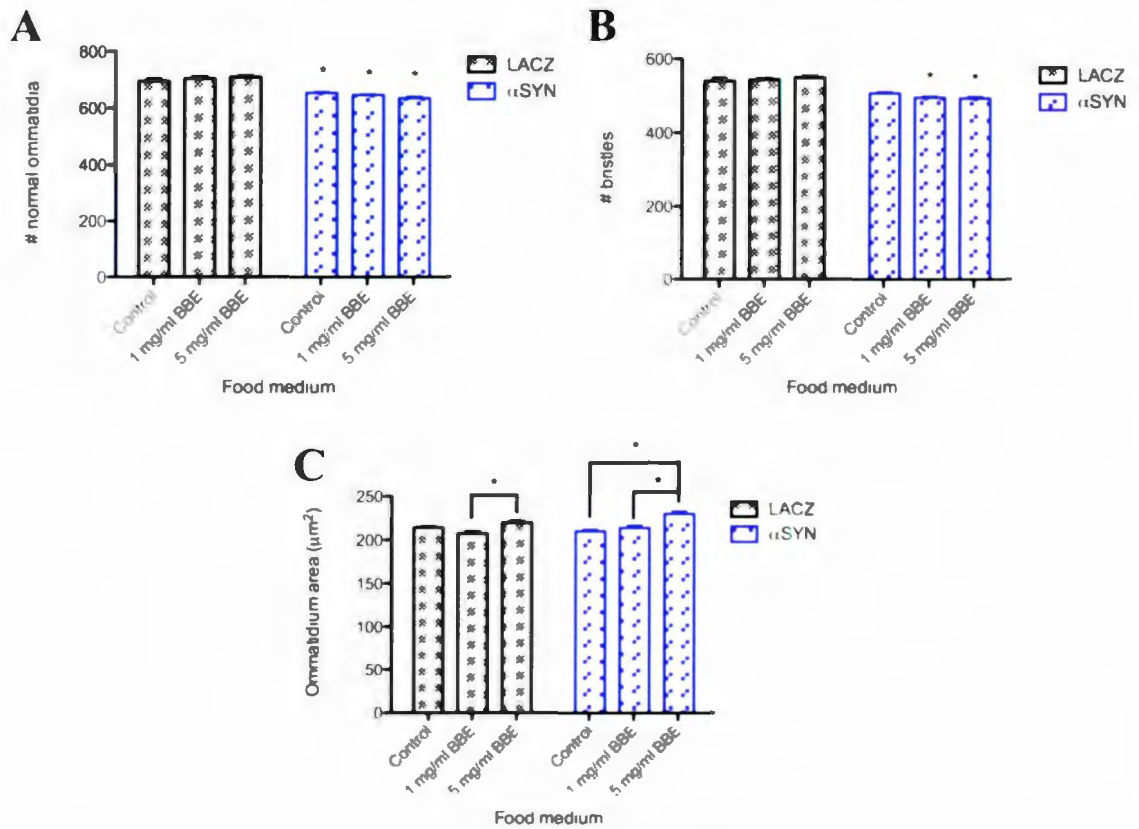 A
800
600
400
200
0
# normal ommatidia
* * *
Control
1 mg/ml BBE
5 mg/ml BBE
Control
1 mg/ml BBE
5 mg/ml BBE
Food medium
LACZ
αSYN
B
600
400
200
0
# bristles
* *
Control
1 mg/ml BBE
5 mg/ml BBE
Control
1 mg/ml BBE
5 mg/ml BBE
Food medium
LACZ
αSYN
C
250
200
150
100
50
0
Ommatidium area (µm²)
*
*
*
Control
1 mg/ml BBE
5 mg/ml BBE
Control
1 mg/ml BBE
5 mg/ml BBE
Food medium
LACZ
αSYN